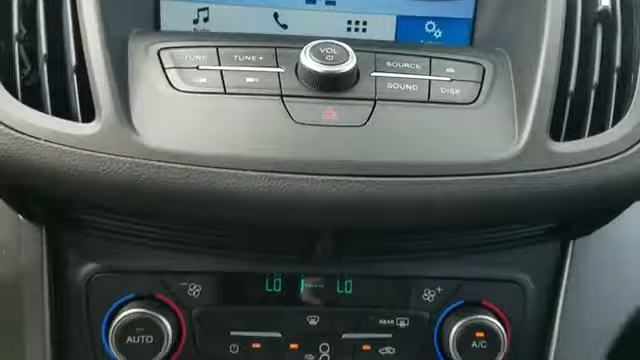 TUNE -
TUNE +
VOL
SOURCE
SOUND
DISP
LO
LO
AUTO
REAR
A/C